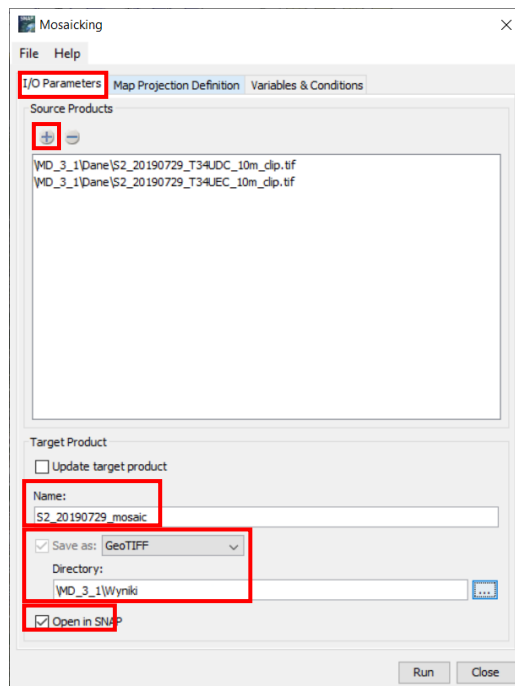 Mosaicking
File Help
I/O Parameters Map Projection Definition Variables & Conditions
Source Products
\MD_3_1\Dane\S2_20190729_T34UDC_10m_clip.tif
\MD_3_1\Dane\S2_20190729_T34UEC_10m_clip.tif
Target Product
Update target product
Name:
S2_20190729_mosaic
Save as: GeoTIFF
Directory:
\MD_3_1\Wyniki
...
Open in SNAP
Run Close